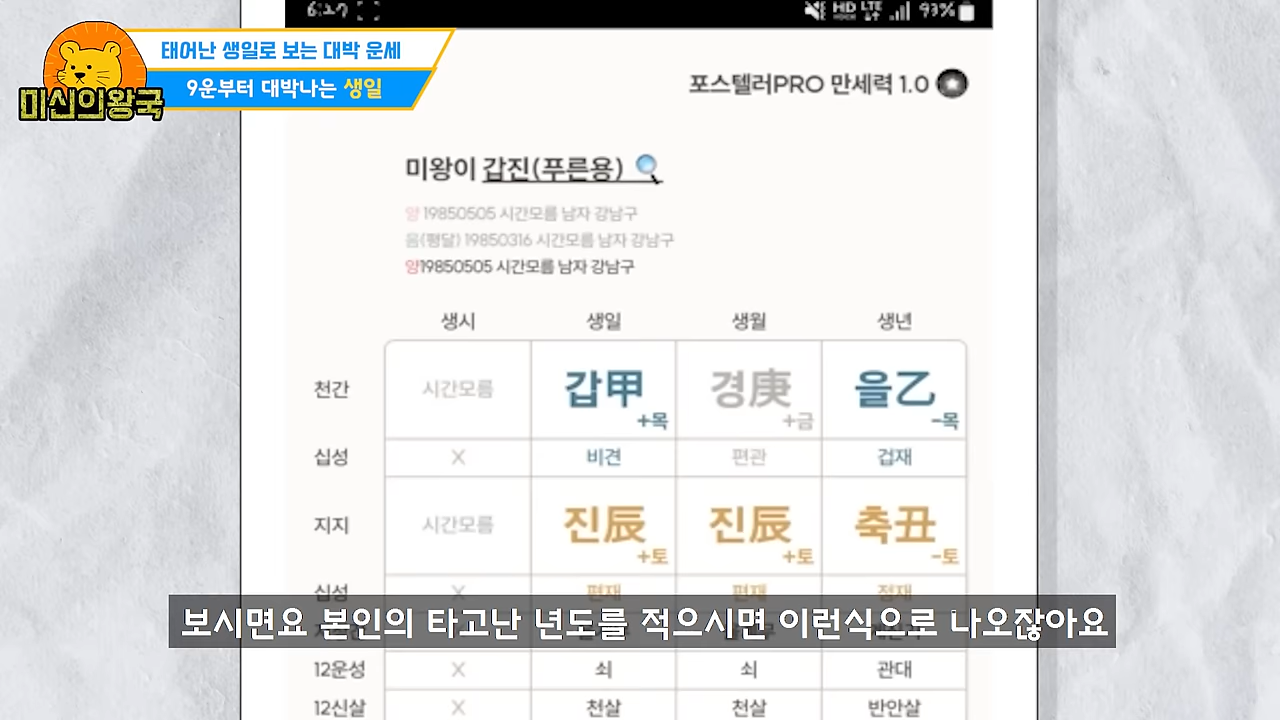 93%
태어난 생일로 보는 대박 운세
9운부터 대박나는 생일
미신의왕국
포스텔러PRO 만세력 1.0
미왕이 갑진(푸른용)
양 19850505 시간모름 남자 강남구
음(평달) 19850316 시간모름 남자 강남구
양19850505 시간모름 남자 강남구
생시 생일 생월 생년
천간 시간모름 갑甲 경庚 을乙
+목 +금 -목
십성 X 비견 편관 겁재
지지 시간모름 진辰 진辰 축丑
+토 +토 -토
십성 X 편재 편재 정재
보시면요 본인의 타고난 년도를 적으시면 이런식으로 나오잖아요
12운성 X 쇠 쇠 관대
12신살 X 천살 천살 반안살